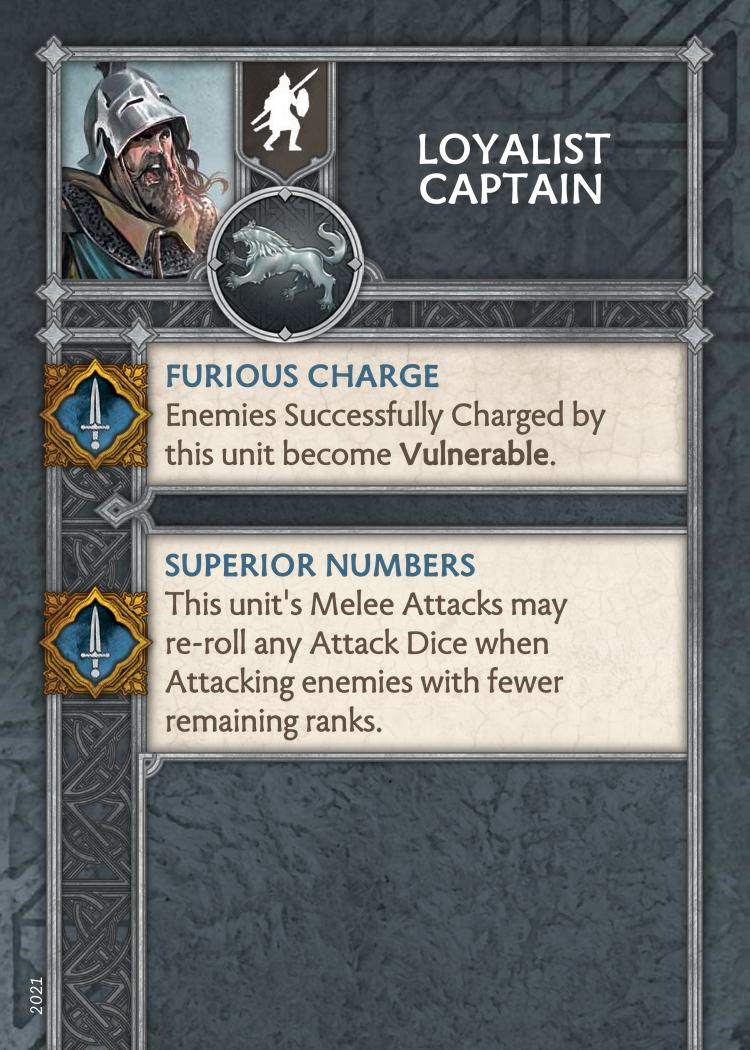 LOYALIST
CAPTAIN
FURIOUS CHARGE
Enemies Successfully Charged by
this unit become Vulnerable.
SUPERIOR NUMBERS
This unit's Melee Attacks may
re-roll any Attack Dice when
Attacking enemies with fewer
remaining ranks.
2021